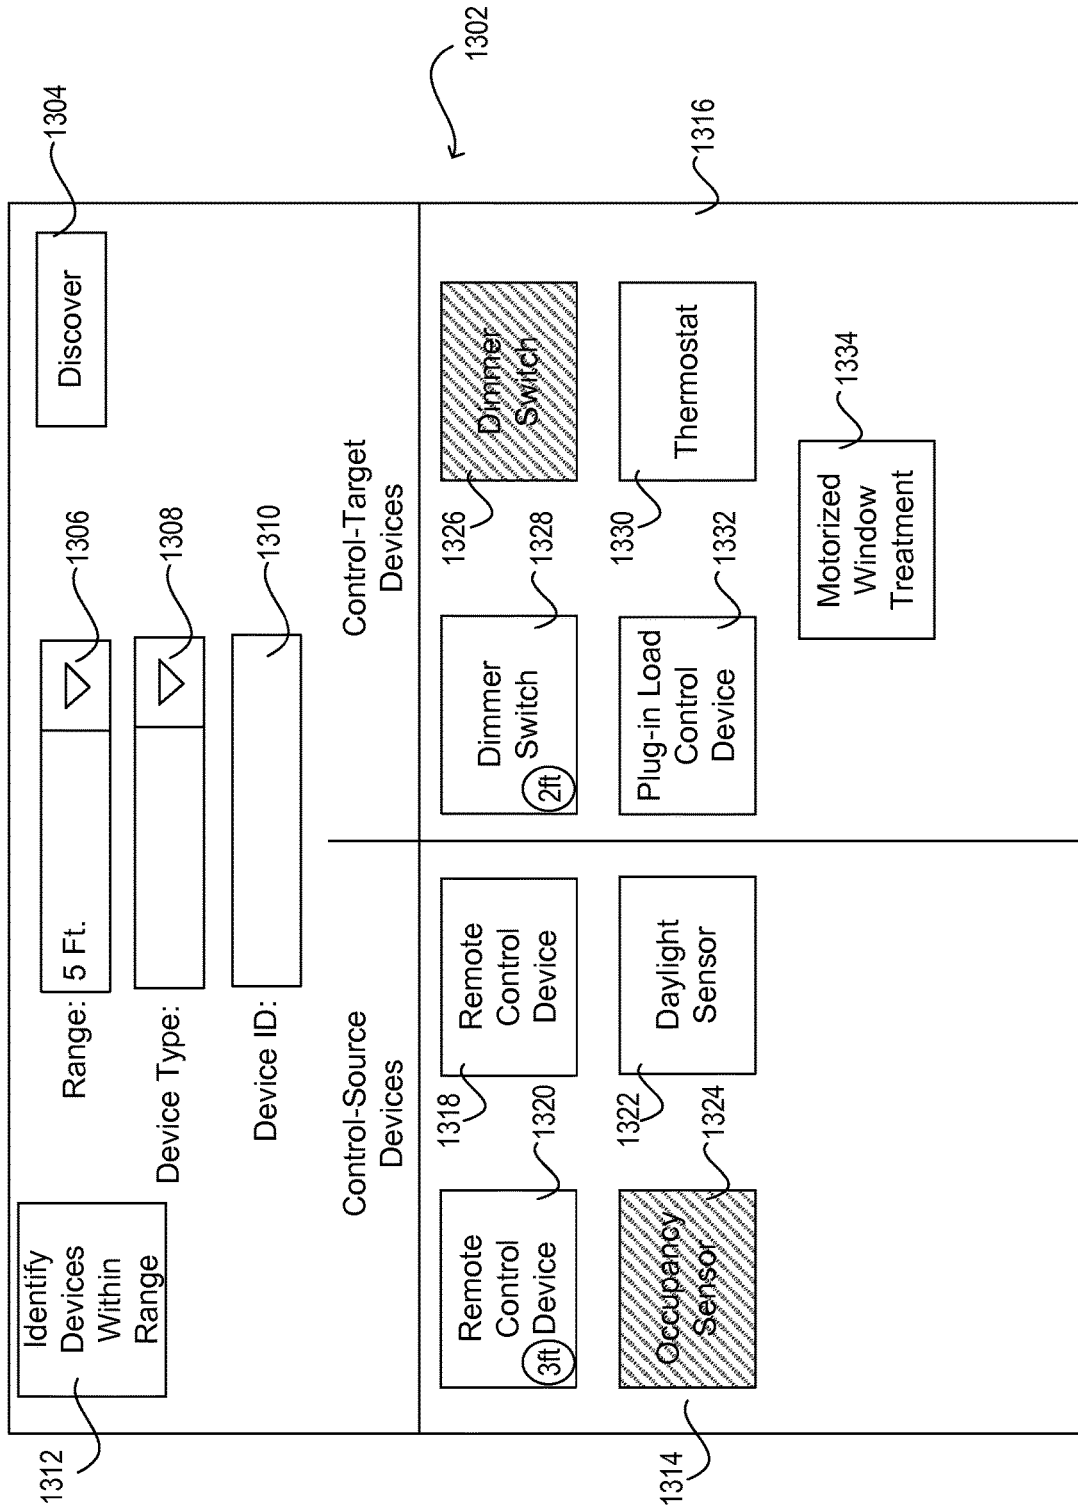 1302
1304
Discover
1306
1308
1310
Range:
5 Ft.
Device Type:
Device ID:
Identify
Devices
Within
Range
1312
Control-Source
Devices
Control-Target
Devices
1320
Remote
Control
Device
3ft
1318
Remote
Control
Device
1328
Dimmer
Switch
2ft
1326
Dimmer
Switch
1324
Occupancy
Sensor
1322
Daylight
Sensor
1332
Plug-in Load
Control
Device
1330
Thermostat
1334
Motorized
Window
Treatment
1314
1316